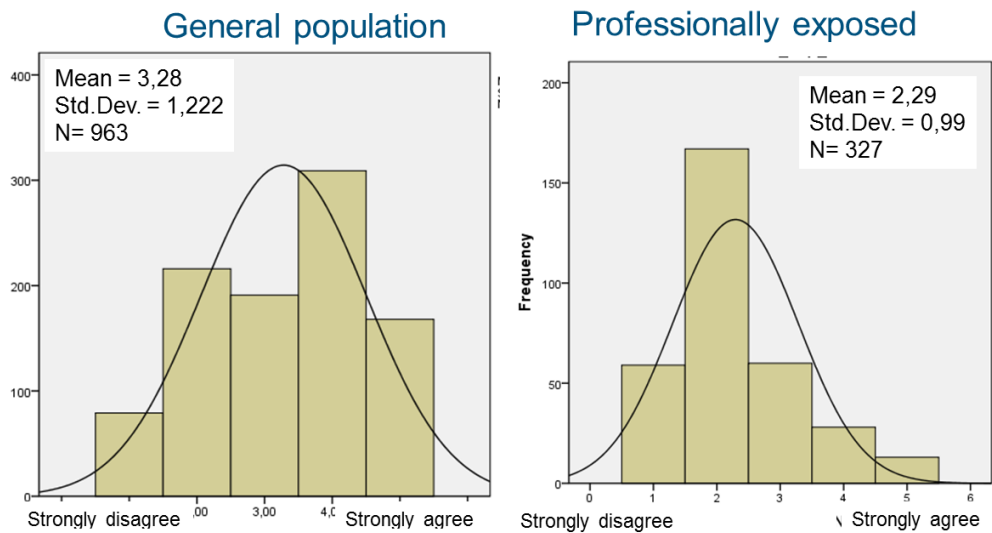 General population
Mean = 3,28
Std.Dev. = 1,222
N= 963
400
300
200
100
0
,00
3,00
4,0
Strongly disagree
Strongly agree
Professionally exposed
Mean = 2,29
Std.Dev. = 0,99
N= 327
Frequency
200
150
100
50
0
0 1 2 3 4 5 6
Strongly disagree
Strongly agree